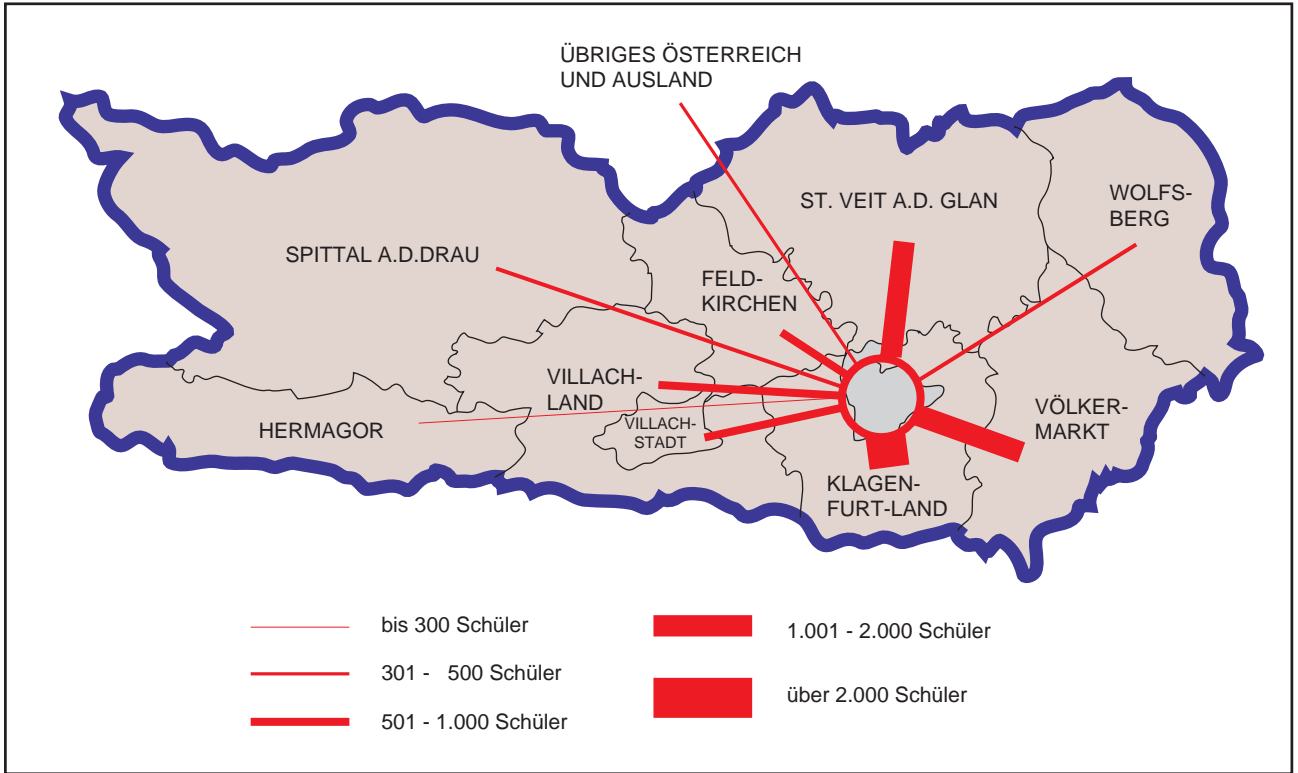 ÜBRIGES ÖSTERREICH
UND AUSLAND
ST. VEIT A.D. GLAN
WOLFS-
BERG
SPITTAL A.D.DRAU
FELD-
KIRCHEN
VILLACH-
LAND
VILLACH-
STADT
HERMAGOR
VÖLKER-
MARKT
KLAGEN-
FURT-LAND
bis 300 Schüler
301 - 500 Schüler
501 - 1.000 Schüler
1.001 - 2.000 Schüler
über 2.000 Schüler